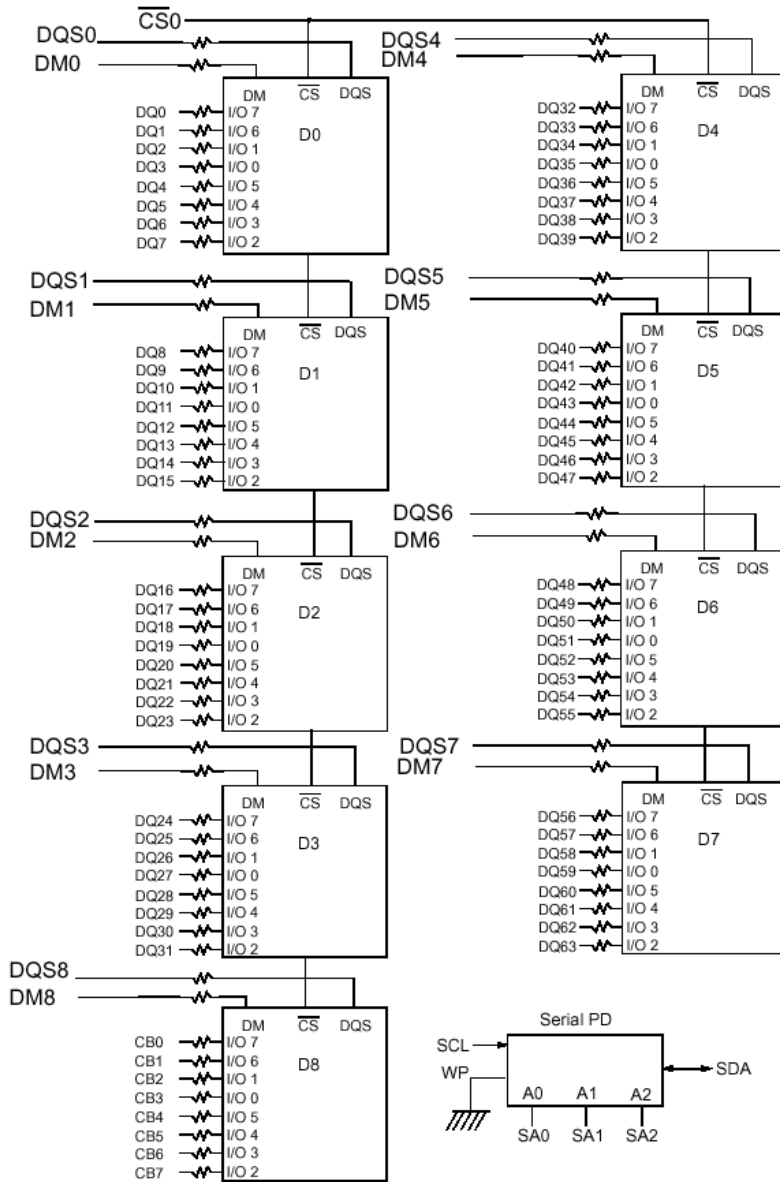 CS0
DQS0
DM0
DM CS DQS
D0
DQ0 I/O 7
DQ1 I/O 6
DQ2 I/O 1
DQ3 I/O 0
DQ4 I/O 5
DQ5 I/O 4
DQ6 I/O 3
DQ7 I/O 2
DQS1
DM1
DM CS DQS
D1
DQ8 I/O 7
DQ9 I/O 6
DQ10 I/O 1
DQ11 I/O 0
DQ12 I/O 5
DQ13 I/O 4
DQ14 I/O 3
DQ15 I/O 2
DQS2
DM2
DM CS DQS
D2
DQ16 I/O 7
DQ17 I/O 6
DQ18 I/O 1
DQ19 I/O 0
DQ20 I/O 5
DQ21 I/O 4
DQ22 I/O 3
DQ23 I/O 2
DQS3
DM3
DM CS DQS
D3
DQ24 I/O 7
DQ25 I/O 6
DQ26 I/O 1
DQ27 I/O 0
DQ28 I/O 5
DQ29 I/O 4
DQ30 I/O 3
DQ31 I/O 2
DQS8
DM8
DM CS DQS
D8
CB0 I/O 7
CB1 I/O 6
CB2 I/O 1
CB3 I/O 0
CB4 I/O 5
CB5 I/O 4
CB6 I/O 3
CB7 I/O 2
DQS4
DM4
DM CS DQS
D4
DQ32 I/O 7
DQ33 I/O 6
DQ34 I/O 1
DQ35 I/O 0
DQ36 I/O 5
DQ37 I/O 4
DQ38 I/O 3
DQ39 I/O 2
DQS5
DM5
DM CS DQS
D5
DQ40 I/O 7
DQ41 I/O 6
DQ42 I/O 1
DQ43 I/O 0
DQ44 I/O 5
DQ45 I/O 4
DQ46 I/O 3
DQ47 I/O 2
DQS6
DM6
DM CS DQS
D6
DQ48 I/O 7
DQ49 I/O 6
DQ50 I/O 1
DQ51 I/O 0
DQ52 I/O 5
DQ53 I/O 4
DQ54 I/O 3
DQ55 I/O 2
DQS7
DM7
DM CS DQS
D7
DQ56 I/O 7
DQ57 I/O 6
DQ58 I/O 1
DQ59 I/O 0
DQ60 I/O 5
DQ61 I/O 4
DQ62 I/O 3
DQ63 I/O 2
Serial PD
SCL
WP
SDA
A0 A1 A2
SA0 SA1 SA2